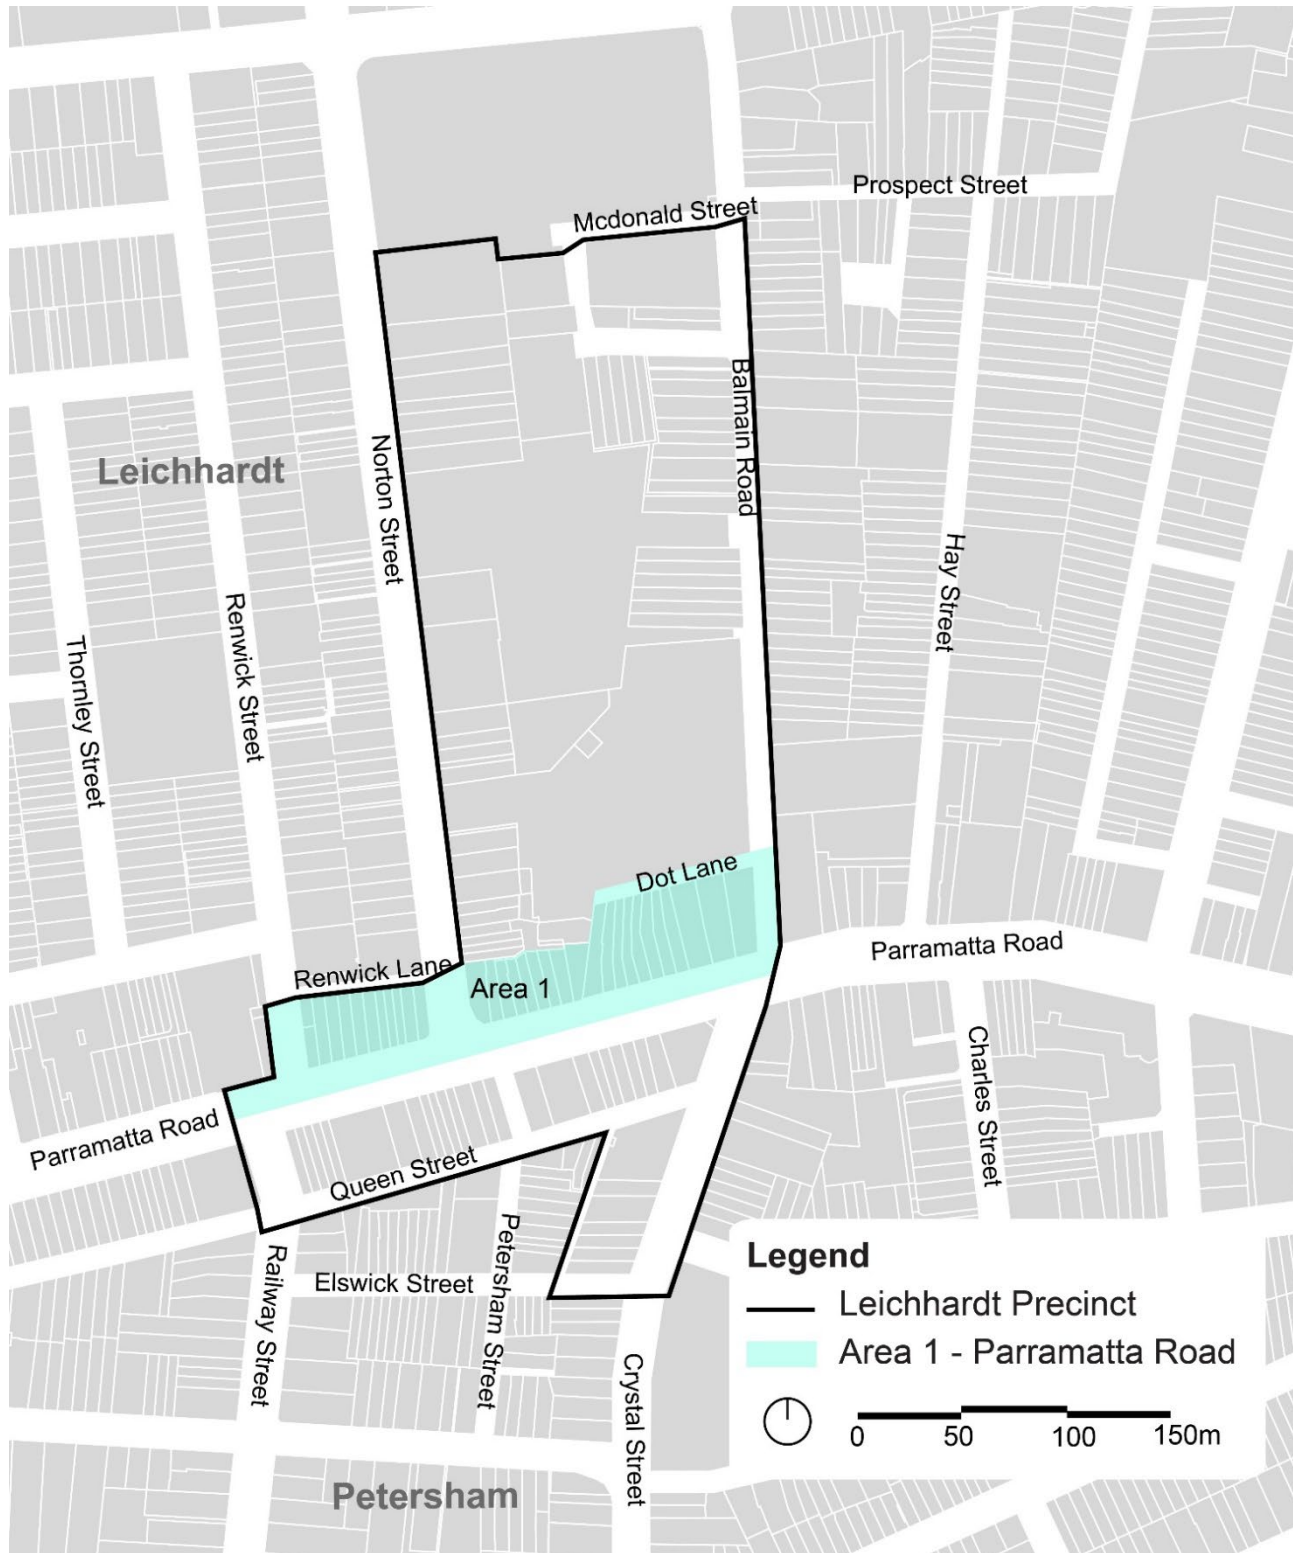 Prospect Street
Mcdonald Street
Balmain Road
Norton Street
Leichhardt
Hay Street
Renwick Street
Thornley Street
Dot Lane
Parramatta Road
Renwick Lane
Area 1
Charles Street
Parramatta Road
Queen Street
Petersham Street
Railway Street
Elswick Street
Crystal Street
Petersham
Legend
Leichhardt Precinct
Area 1 - Parramatta Road
0 50 100 150m